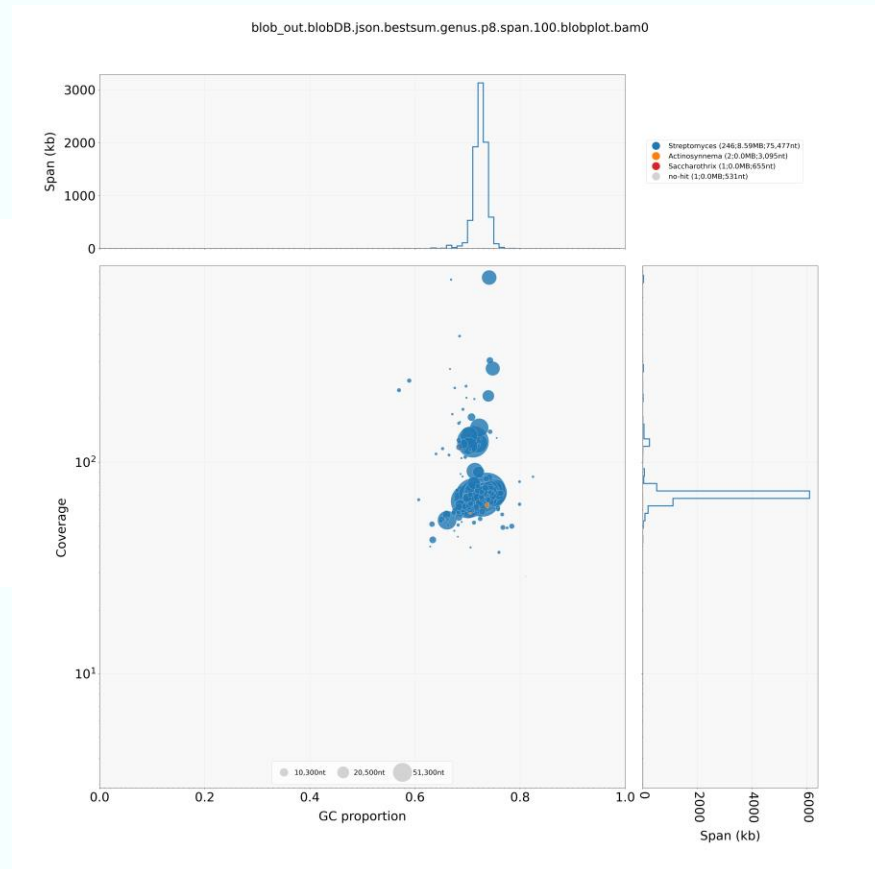 blob_out.blobDB.json.bestsum.genus.p8.span.100.blobplot.bam0
3000
2000
1000
0
Span (kb)
Streptomyces (246;8.59MB;75,477nt)
Actinosynnema (2;0.0MB;3,095nt)
Saccharothrix (1;0.0MB;655nt)
no-hit (1;0.0MB;531nt)
10²
10¹
Coverage
10,300nt 20,500nt 51,300nt
0.0 0.2 0.4 0.6 0.8 1.0
GC proportion
0 2000 4000 6000
Span (kb)